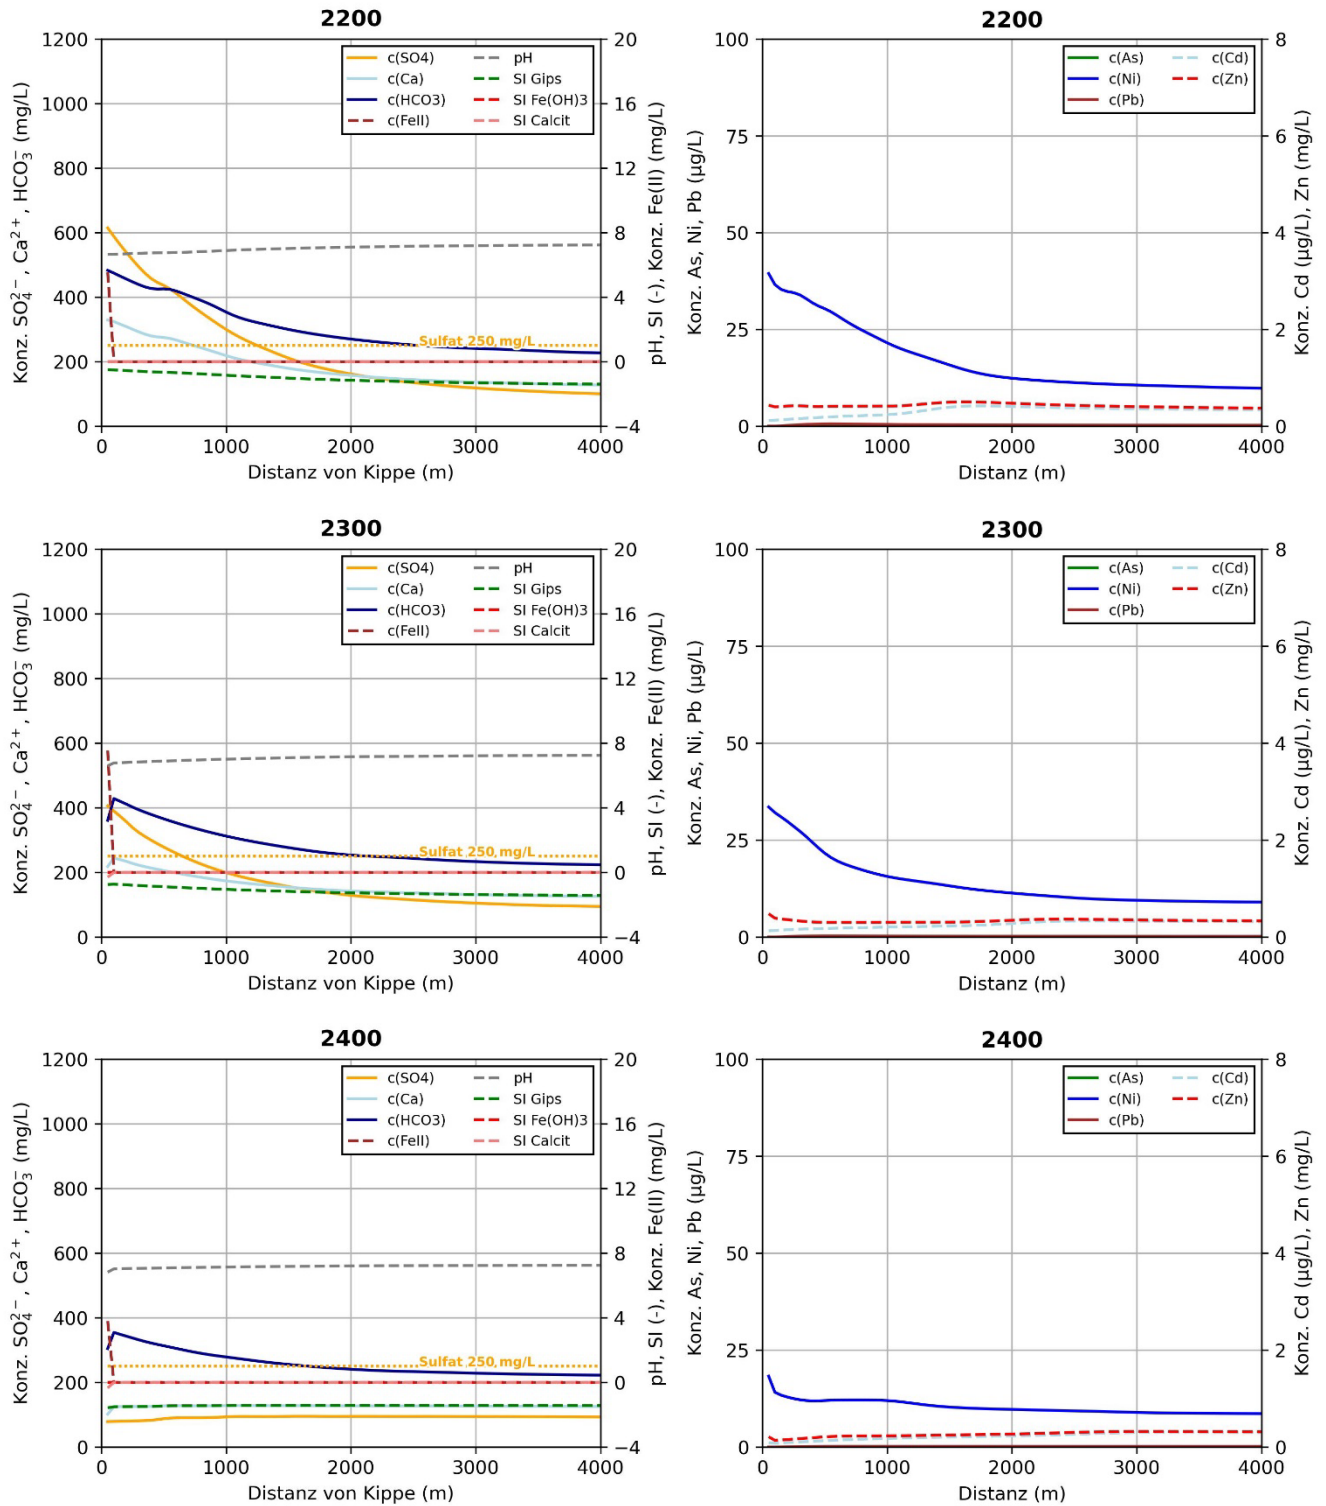 2200
1200
1000
800
600
400
200
0
20
16
12
8
4
0
−4
0
1000
2000
3000
4000
Konz. SO₄²⁻, Ca²⁺, HCO₃⁻ (mg/L)
pH, SI (-), Konz. Fe(II) (mg/L)
Distanz von Kippe (m)
c(SO4)
c(Ca)
c(HCO3)
c(FeII)
pH
SI Gips
SI Fe(OH)3
SI Calcit
Sulfat 250 mg/L
2200
100
75
50
25
0
8
6
4
2
0
0
1000
2000
3000
4000
Konz. As, Ni, Pb (µg/L)
Konz. Cd (µg/L), Zn (mg/L)
Distanz (m)
c(As)
c(Ni)
c(Pb)
c(Cd)
c(Zn)
2300
1200
1000
800
600
400
200
0
20
16
12
8
4
0
−4
0
1000
2000
3000
4000
Konz. SO₄²⁻, Ca²⁺, HCO₃⁻ (mg/L)
pH, SI (-), Konz. Fe(II) (mg/L)
Distanz von Kippe (m)
c(SO4)
c(Ca)
c(HCO3)
c(FeII)
pH
SI Gips
SI Fe(OH)3
SI Calcit
Sulfat 250 mg/L
2300
100
75
50
25
0
8
6
4
2
0
0
1000
2000
3000
4000
Konz. As, Ni, Pb (µg/L)
Konz. Cd (µg/L), Zn (mg/L)
Distanz (m)
c(As)
c(Ni)
c(Pb)
c(Cd)
c(Zn)
2400
1200
1000
800
600
400
200
0
20
16
12
8
4
0
−4
0
1000
2000
3000
4000
Konz. SO₄²⁻, Ca²⁺, HCO₃⁻ (mg/L)
pH, SI (-), Konz. Fe(II) (mg/L)
Distanz von Kippe (m)
c(SO4)
c(Ca)
c(HCO3)
c(FeII)
pH
SI Gips
SI Fe(OH)3
SI Calcit
Sulfat 250 mg/L
2400
100
75
50
25
0
8
6
4
2
0
0
1000
2000
3000
4000
Konz. As, Ni, Pb (µg/L)
Konz. Cd (µg/L), Zn (mg/L)
Distanz (m)
c(As)
c(Ni)
c(Pb)
c(Cd)
c(Zn)